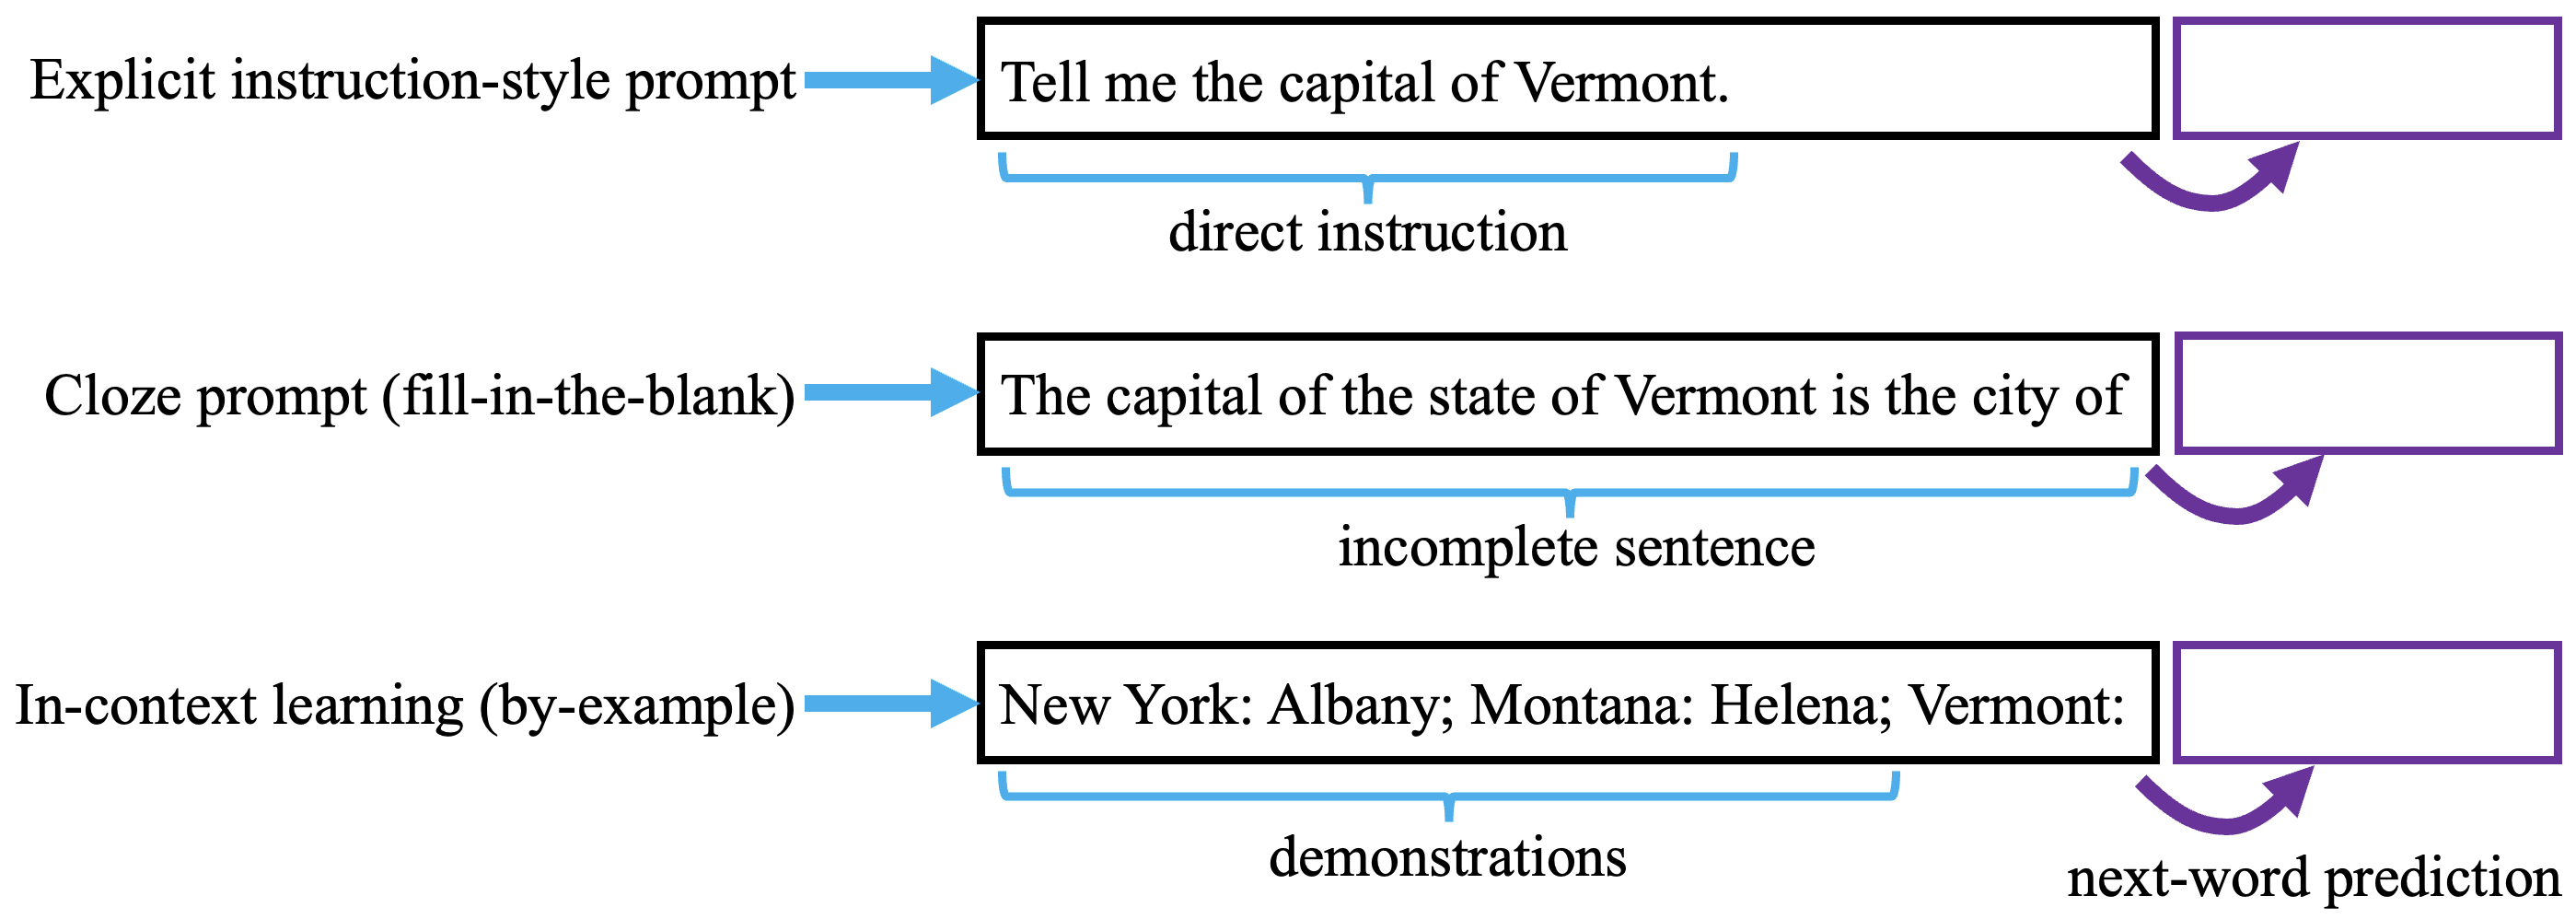 Explicit instruction-style prompt
Tell me the capital of Vermont.
direct instruction
Cloze prompt (fill-in-the-blank)
The capital of the state of Vermont is the city of
incomplete sentence
In-context learning (by-example)
New York: Albany; Montana: Helena; Vermont:
demonstrations
next-word prediction